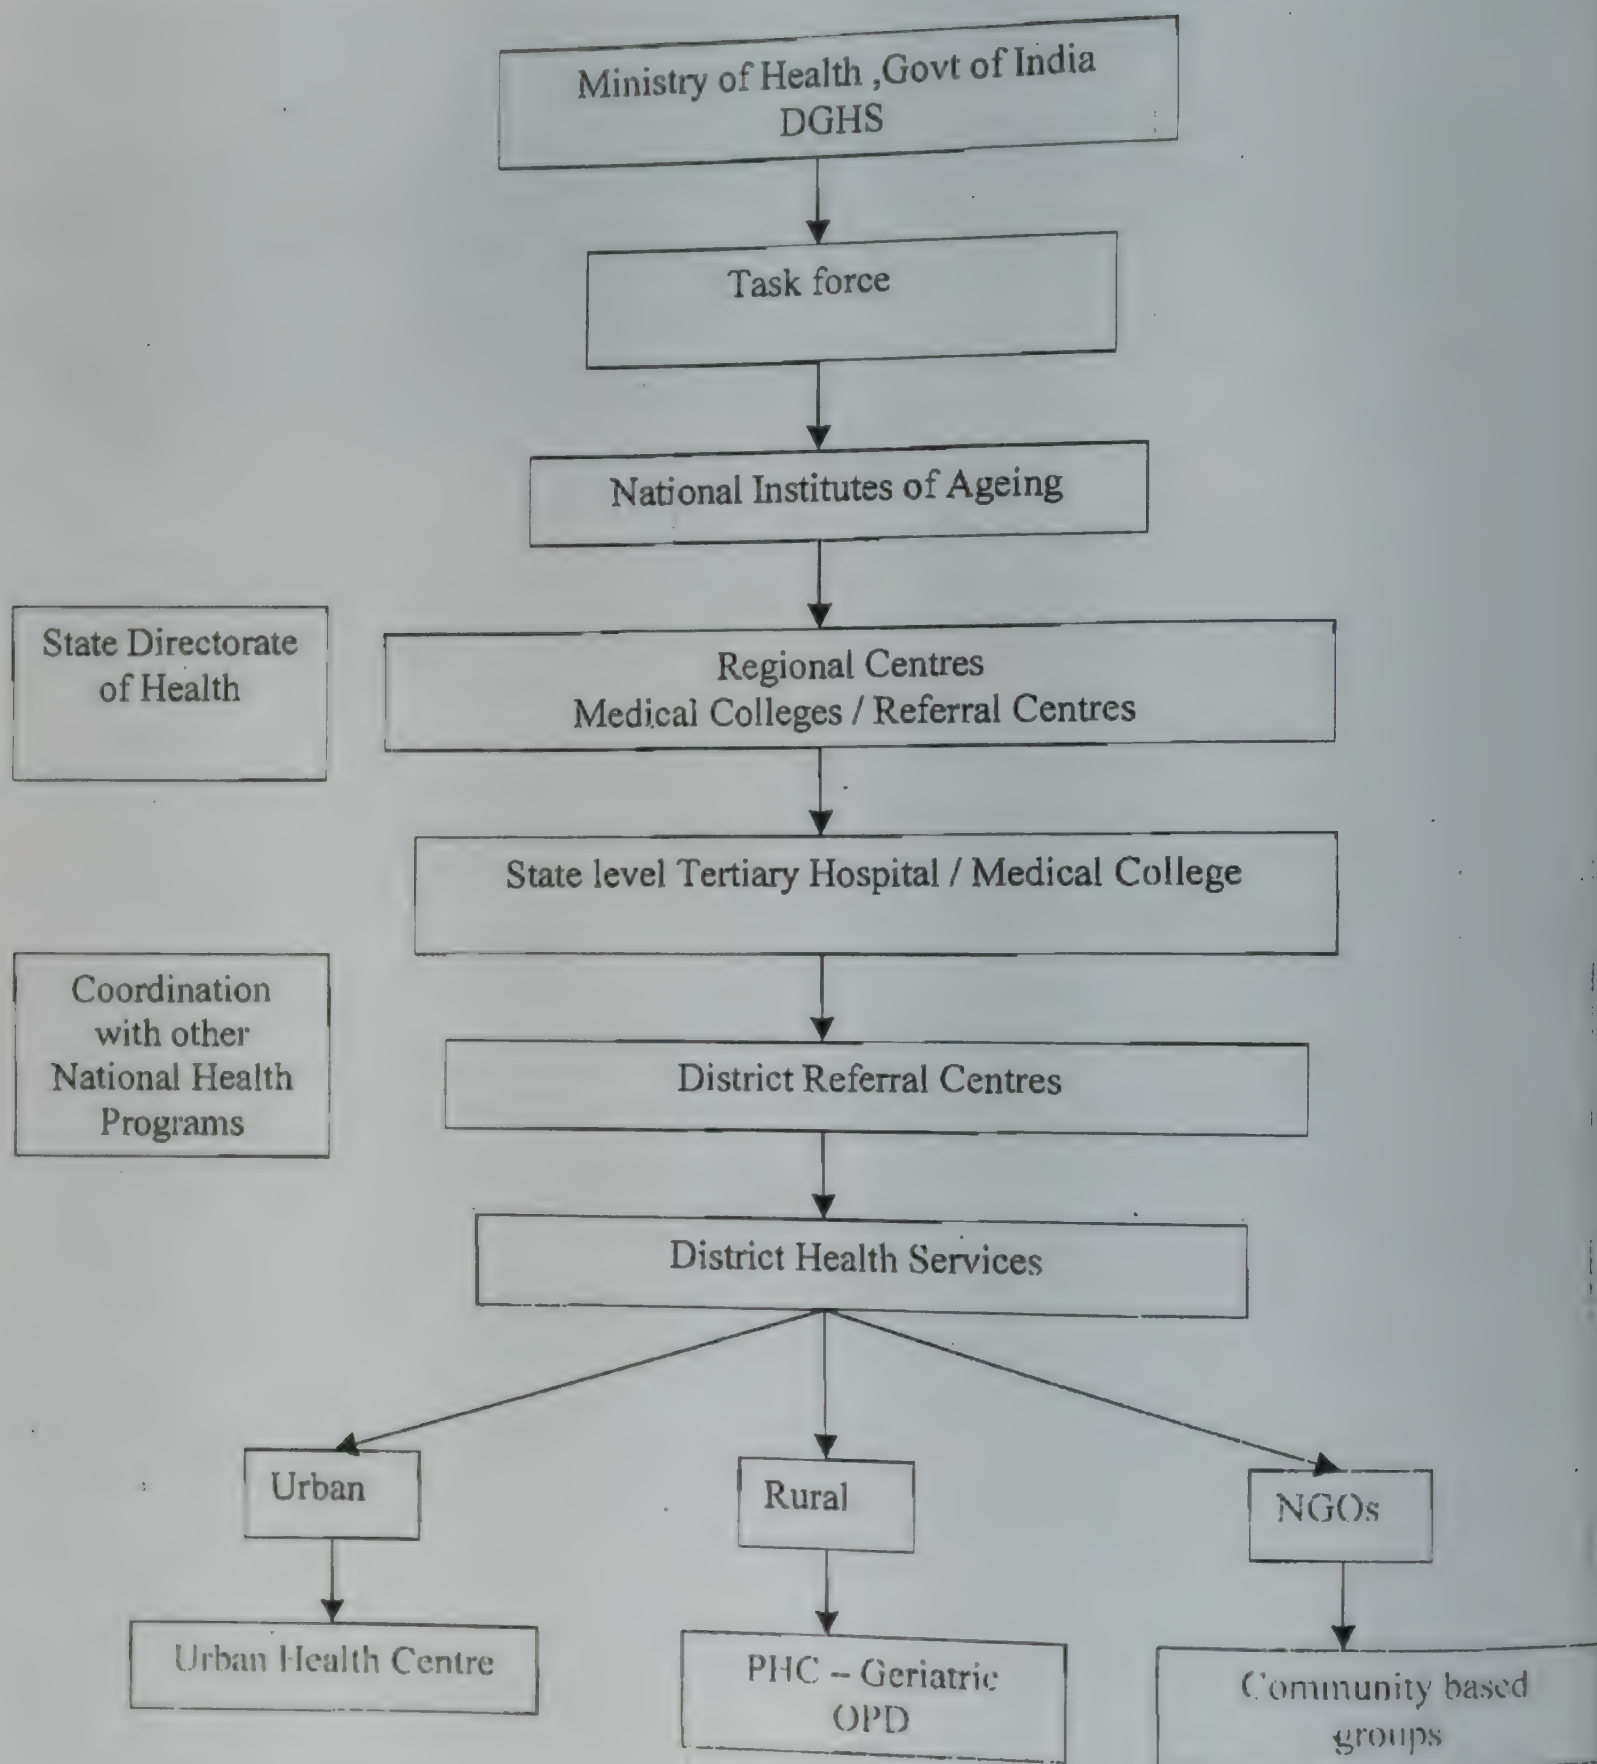 Ministry of Health ,Govt of India
DGHS
Task force
National Institutes of Ageing
State Directorate
of Health
Regional Centres
Medical Colleges / Referral Centres
State level Tertiary Hospital / Medical College
Coordination
with other
National Health
Programs
District Referral Centres
District Health Services
Urban
Rural
NGOs
Urban Health Centre
PHC – Geriatric
OPD
Community based
groups